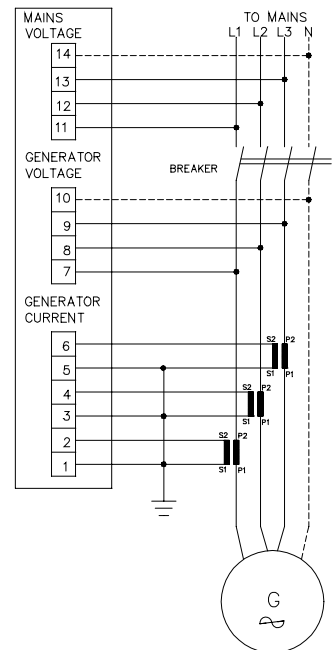 MAINS
VOLTAGE
TO MAINS
L1 L2 L3 N
14
13
12
11
GENERATOR
VOLTAGE
BREAKER
10
9
8
7
GENERATOR
CURRENT
6
S2 P2
5
S1 P1
4
S2 P2
3
S1 P1
2
S2 P2
1
S1 P1
G